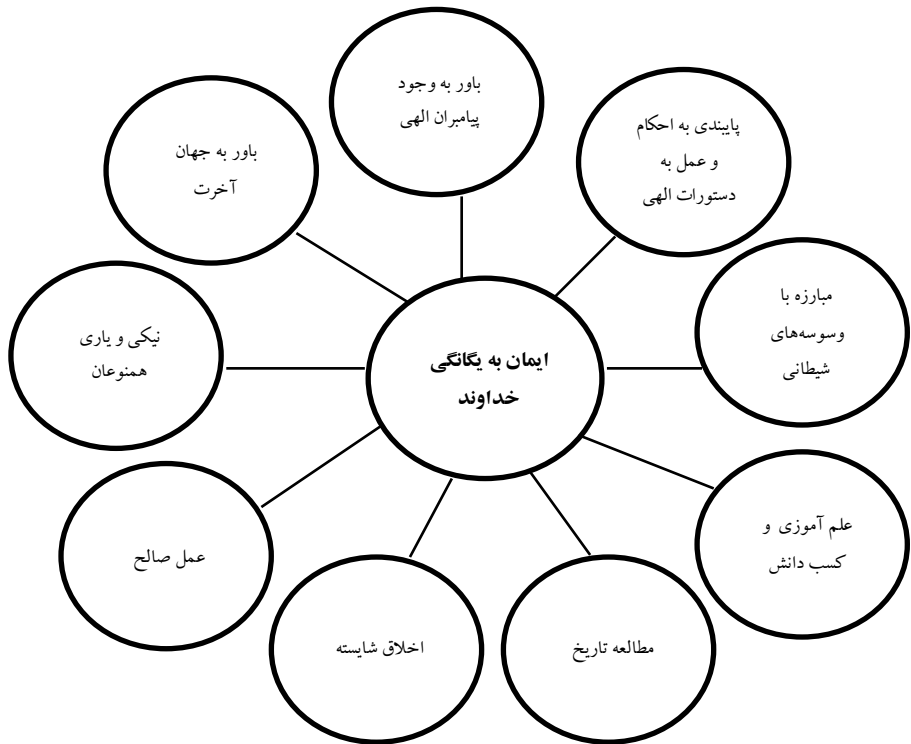 باور به وجود
پیامبران الهی
پایبندی به احکام
و عمل به
دستورات الهی
باور به جهان
آخرت
مبارزه با
وسوسه‌های
شیطانی
نیکی و یاری
همنوعان
ایمان به یگانگی
خداوند
علم آموزی و
کسب دانش
عمل صالح
مطالعه تاریخ
اخلاق شایسته